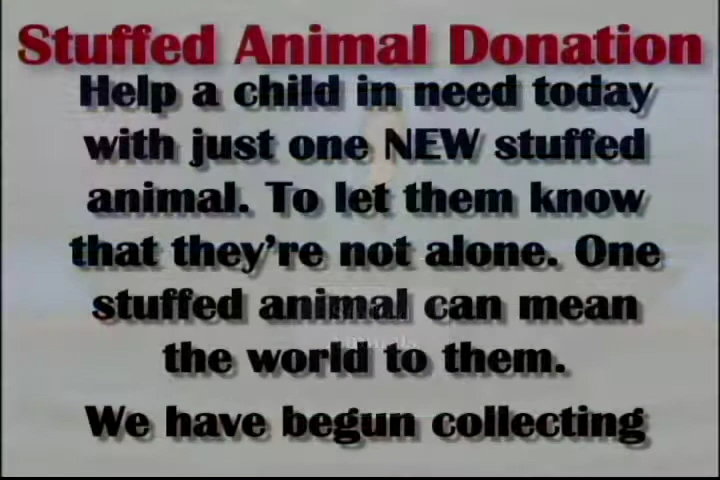 Stuffed Animal Donation
Help a child in need today
with just one NEW stuffed
animal. To let them know
that they're not alone. One
stuffed animal can mean
the world to them.
We have begun collecting